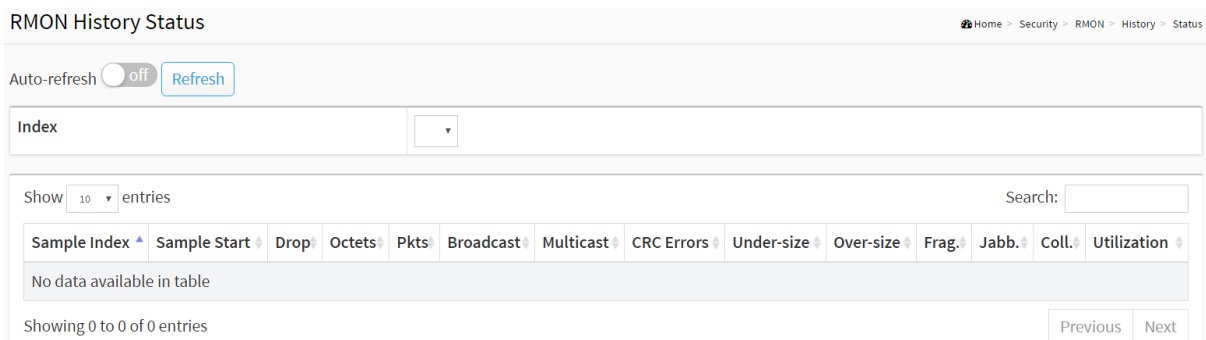 RMON History Status
Home > Security > RMON > History > Status
Auto-refresh off Refresh
Index
Show 10 entries Search:
Sample Index Sample Start Drop Octets Pkts Broadcast Multicast CRC Errors Under-size Over-size Frag. Jabb. Coll. Utilization
No data available in table
Showing 0 to 0 of 0 entries Previous Next